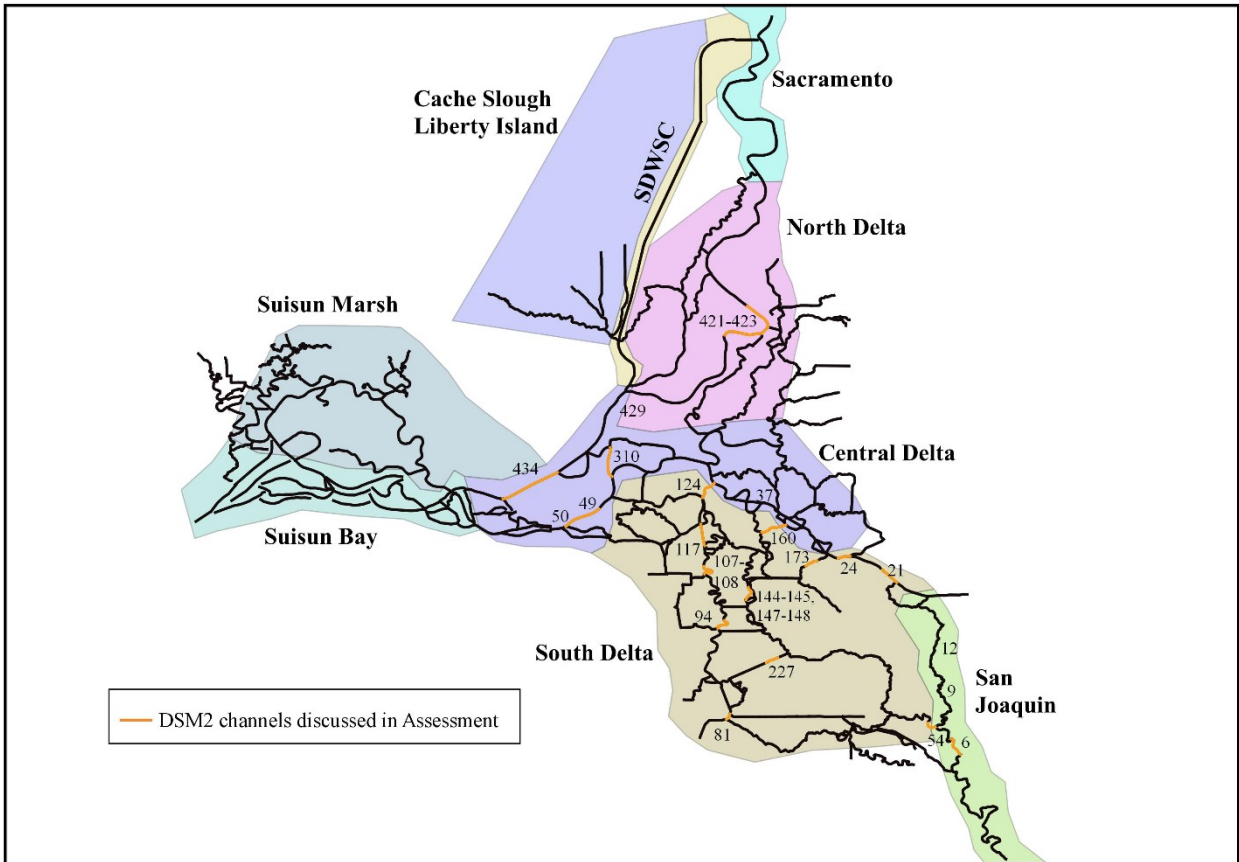 Sacramento
Cache Slough
Liberty Island
SDWSC
North Delta
Suisun Marsh
421-423
429
Central Delta
310
434
124
37
49
50
Suisun Bay
160
117
173
24
107-
108
21
144-145,
147-148
94
South Delta
12
227
San
Joaquin
9
DSM2 channels discussed in Assessment
81
54
6